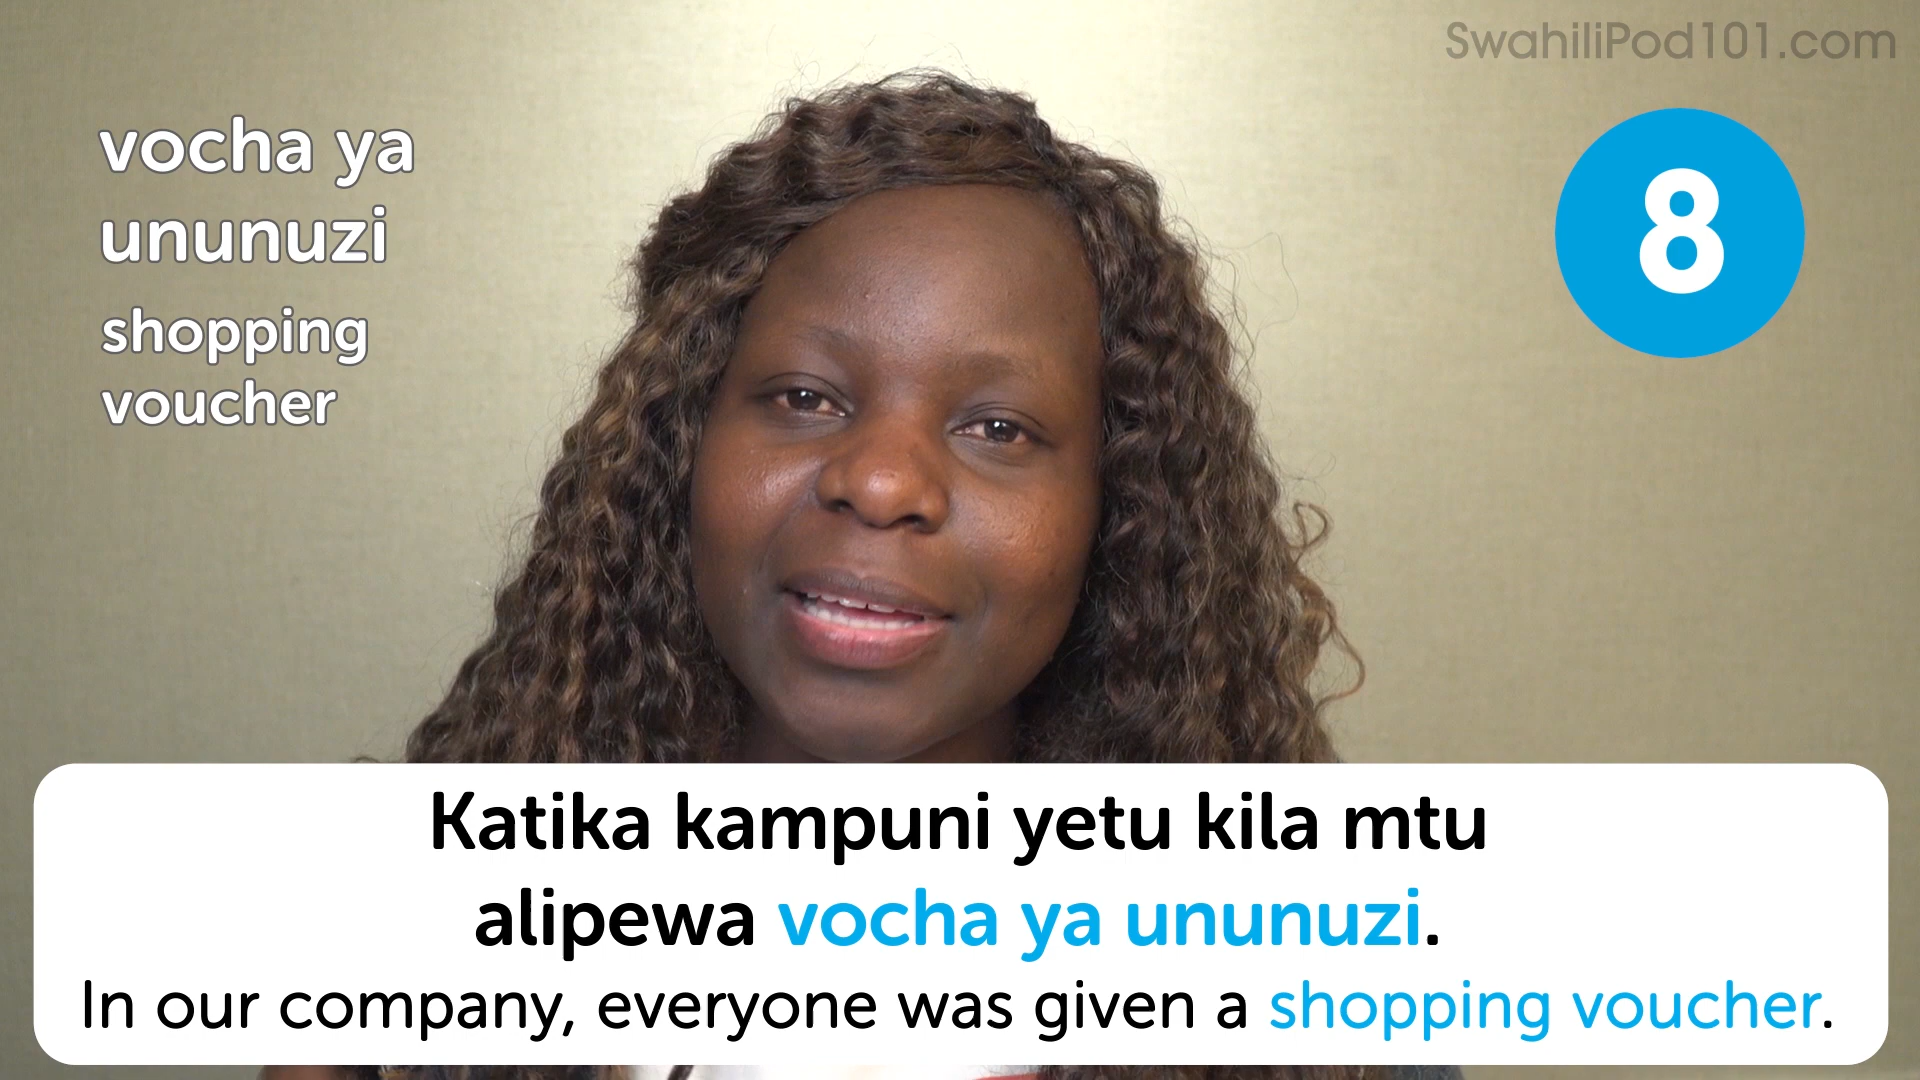 SwahiliPod101.com
vocha ya
ununuzi
shopping
voucher
8
Katika kampuni yetu kila mtu
alipewa vocha ya ununuzi.
In our company, everyone was given a shopping voucher.